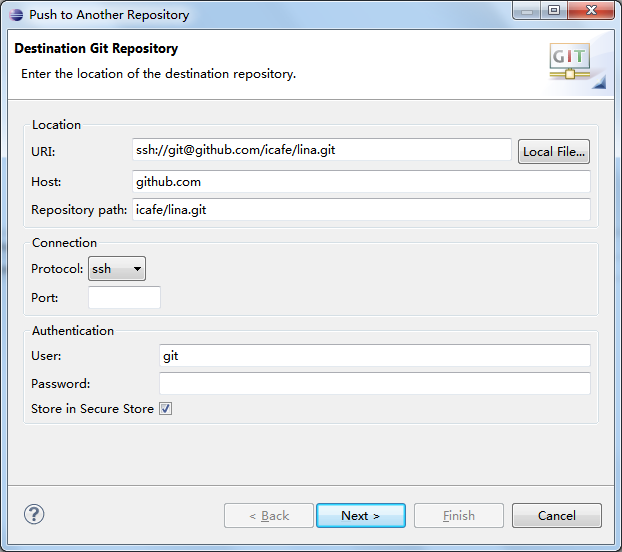 Push to Another Repository
Destination Git Repository
Enter the location of the destination repository.
GIT
Location
URI: ssh://git@github.com/icafe/lina.git Local File...
Host: github.com
Repository path: icafe/lina.git
Connection
Protocol: ssh
Port:
Authentication
User: git
Password:
Store in Secure Store
? < Back Next > Finish Cancel